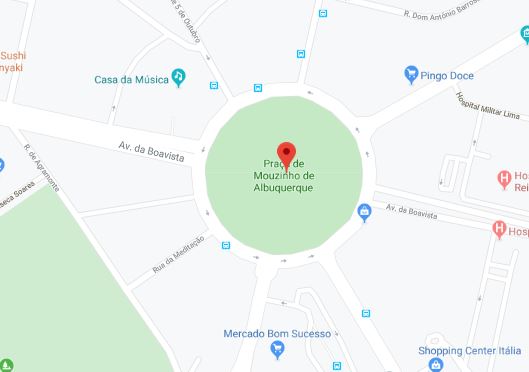 de 5 de Outubro
R. Dom António Barroso
Sushi
nyaki
Casa da Música
Pingo Doce
Hospital Militar
Lima
Av. da Boavista
R. de Agramonte
Praça de
Mouzinho de
Albuquerque
Hos
Rei
seca Soares
Av. da Boavista
Hosp
Rua da Meditação
Mercado Bom Sucesso
Shopping Center Itália